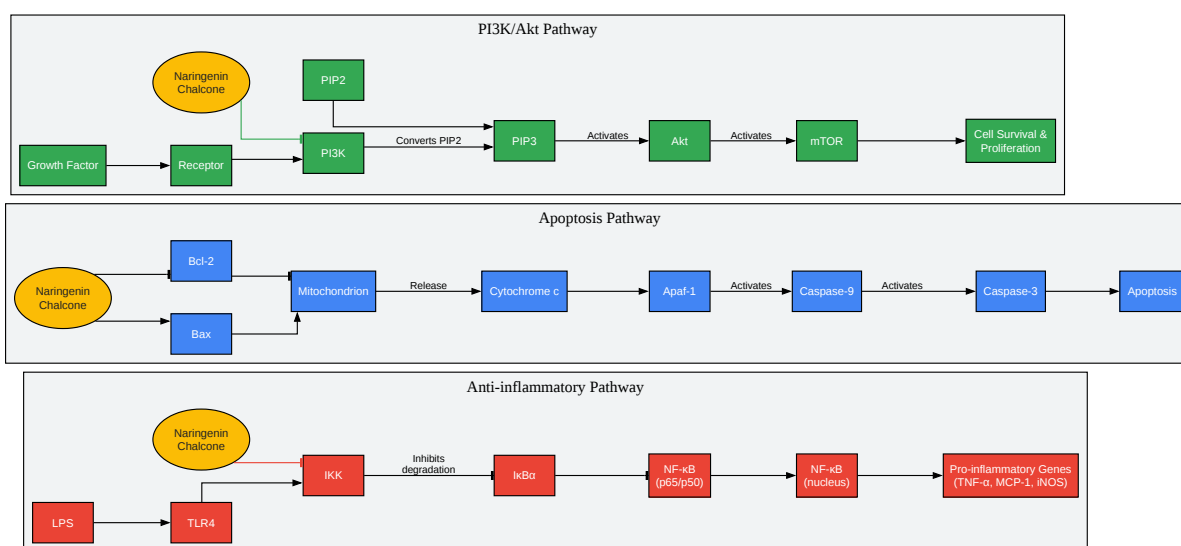 PI3K/Akt Pathway
Naringenin
Chalcone
PIP2
Growth Factor
Receptor
PI3K
Converts PIP2
PIP3
Activates
Akt
Activates
mTOR
Cell Survival &
Proliferation
Apoptosis Pathway
Naringenin
Chalcone
Bcl-2
Bax
Mitochondrion
Release
Cytochrome c
Apaf-1
Activates
Caspase-9
Activates
Caspase-3
Apoptosis
Anti-inflammatory Pathway
Naringenin
Chalcone
LPS
TLR4
IKK
Inhibits
degradation
IκBα
NF-κB
(p65/p50)
NF-κB
(nucleus)
Pro-inflammatory Genes
(TNF-α, MCP-1, iNOS)